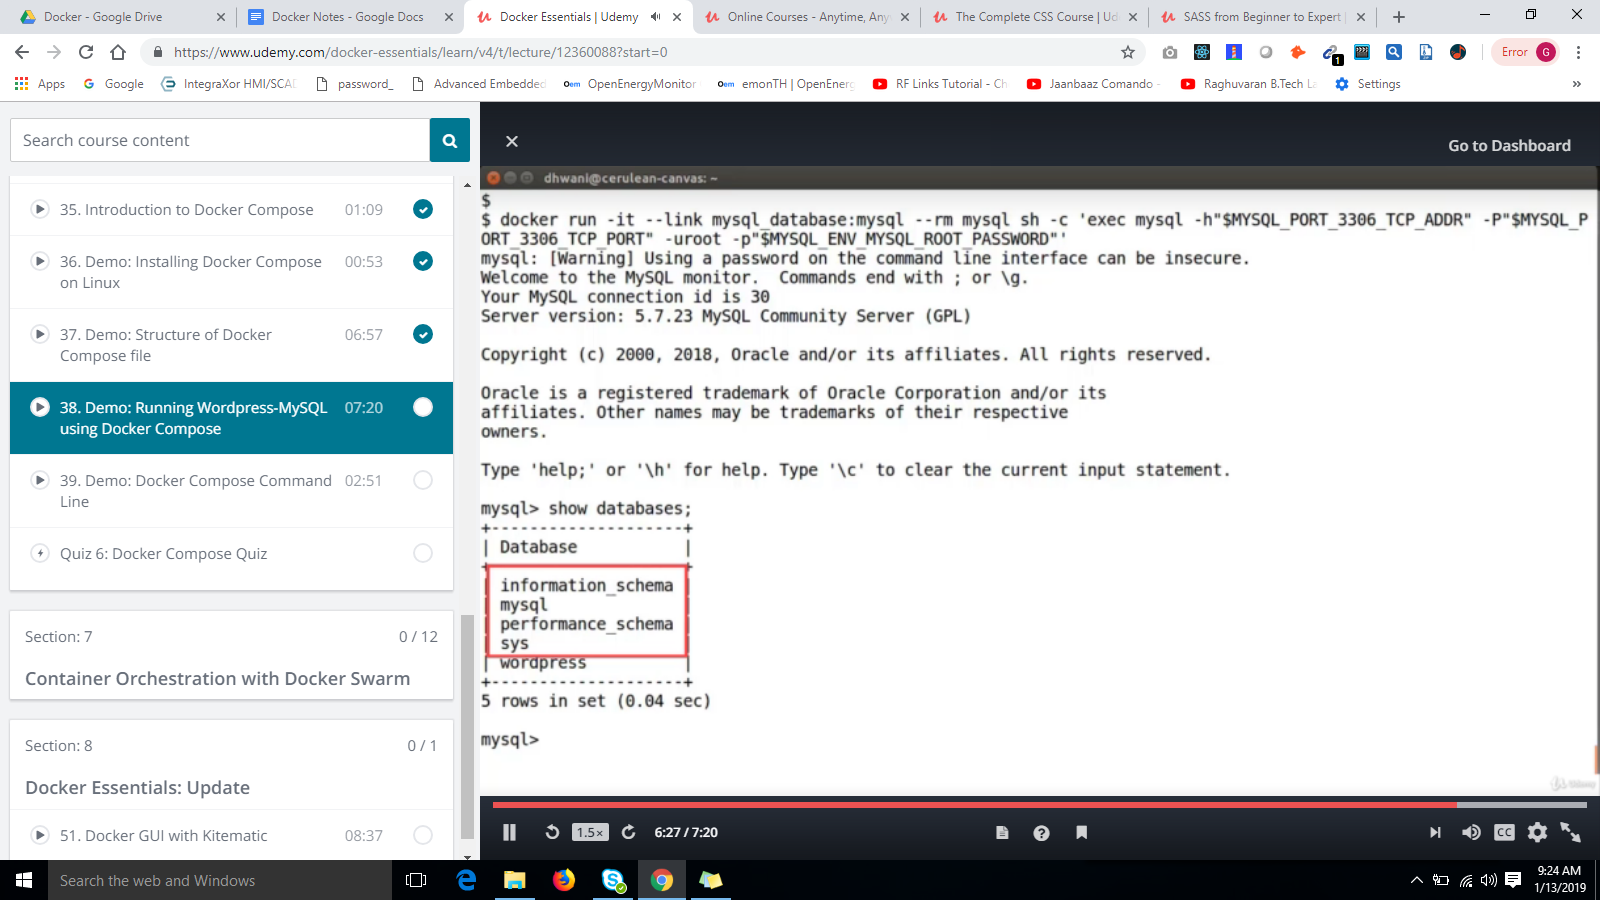 Docker - Google Drive
Docker Notes - Google Docs
Docker Essentials | Udemy
Online Courses - Anytime, Any
The Complete CSS Course | Ud
SASS from Beginner to Expert |
https://www.udemy.com/docker-essentials/learn/v4/t/lecture/12360088?start=0
1
Error G
Apps
Google
IntegraXor HMI/SCAD
password_
Advanced Embedded
OpenEnergyMonitor
emonTH | OpenEnerg
RF Links Tutorial - Ch
Jaanbaaz Comando -
Raghuvaran B.Tech La
Settings
»
Search course content
35. Introduction to Docker Compose 01:09
36. Demo: Installing Docker Compose 00:53
on Linux
37. Demo: Structure of Docker 06:57
Compose file
38. Demo: Running Wordpress-MySQL 07:20
using Docker Compose
39. Demo: Docker Compose Command 02:51
Line
Quiz 6: Docker Compose Quiz
Section: 7 0 / 12
Container Orchestration with Docker Swarm
Section: 8 0 / 1
Docker Essentials: Update
51. Docker GUI with Kitematic 08:37
Go to Dashboard
dhwani@cerulean-canvas: ~
$
$ docker run -it --link mysql_database:mysql --rm mysql sh -c 'exec mysql -h"$MYSQL_PORT_3306_TCP_ADDR" -P"$MYSQL_P
ORT_3306_TCP_PORT" -uroot -p"$MYSQL_ENV_MYSQL_ROOT_PASSWORD"'
mysql: [Warning] Using a password on the command line interface can be insecure.
Welcome to the MySQL monitor.  Commands end with ; or \g.
Your MySQL connection id is 30
Server version: 5.7.23 MySQL Community Server (GPL)
Copyright (c) 2000, 2018, Oracle and/or its affiliates. All rights reserved.
Oracle is a registered trademark of Oracle Corporation and/or its
affiliates. Other names may be trademarks of their respective
owners.
Type 'help;' or '\h' for help. Type '\c' to clear the current input statement.
mysql> show databases;
+--------------------+
| Database           |
+--------------------+
| information_schema |
| mysql              |
| performance_schema |
| sys                |
| wordpress          |
+--------------------+
5 rows in set (0.04 sec)
mysql>
Udemy
1.5×
6:27 / 7:20
CC
Search the web and Windows
9:24 AM
1/13/2019